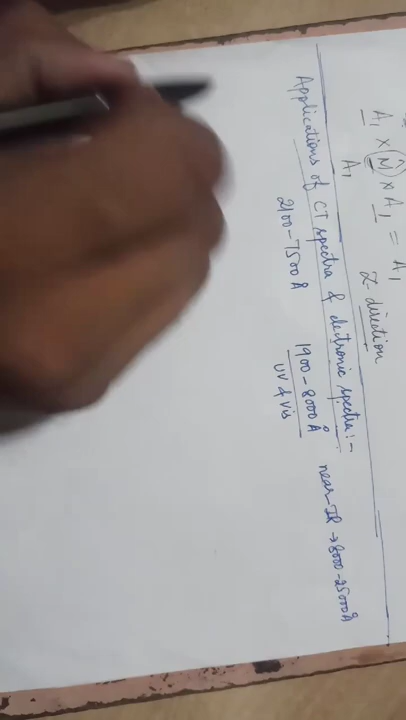 A₁ × (M̂) × A₁ = A₁
A₁ Z-direction
Applications of CT spectra & electronic spectra:-
2100-7500 Å 1900-8000 Å near-IR → 8000-25000 Å
UV & Vis